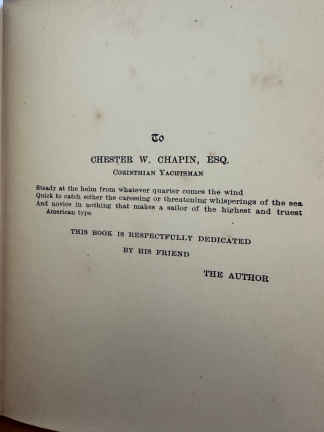 To
CHESTER W. CHAPIN, ESQ.
CORINTHIAN YACHTSMAN
Steady at the helm from whatever quarter comes the wind
Quick to catch either the caressing or threatening whisperings of the sea
And novice in nothing that makes a sailor of the highest and truest
American type
THIS BOOK IS RESPECTFULLY DEDICATED
BY HIS FRIEND
THE AUTHOR